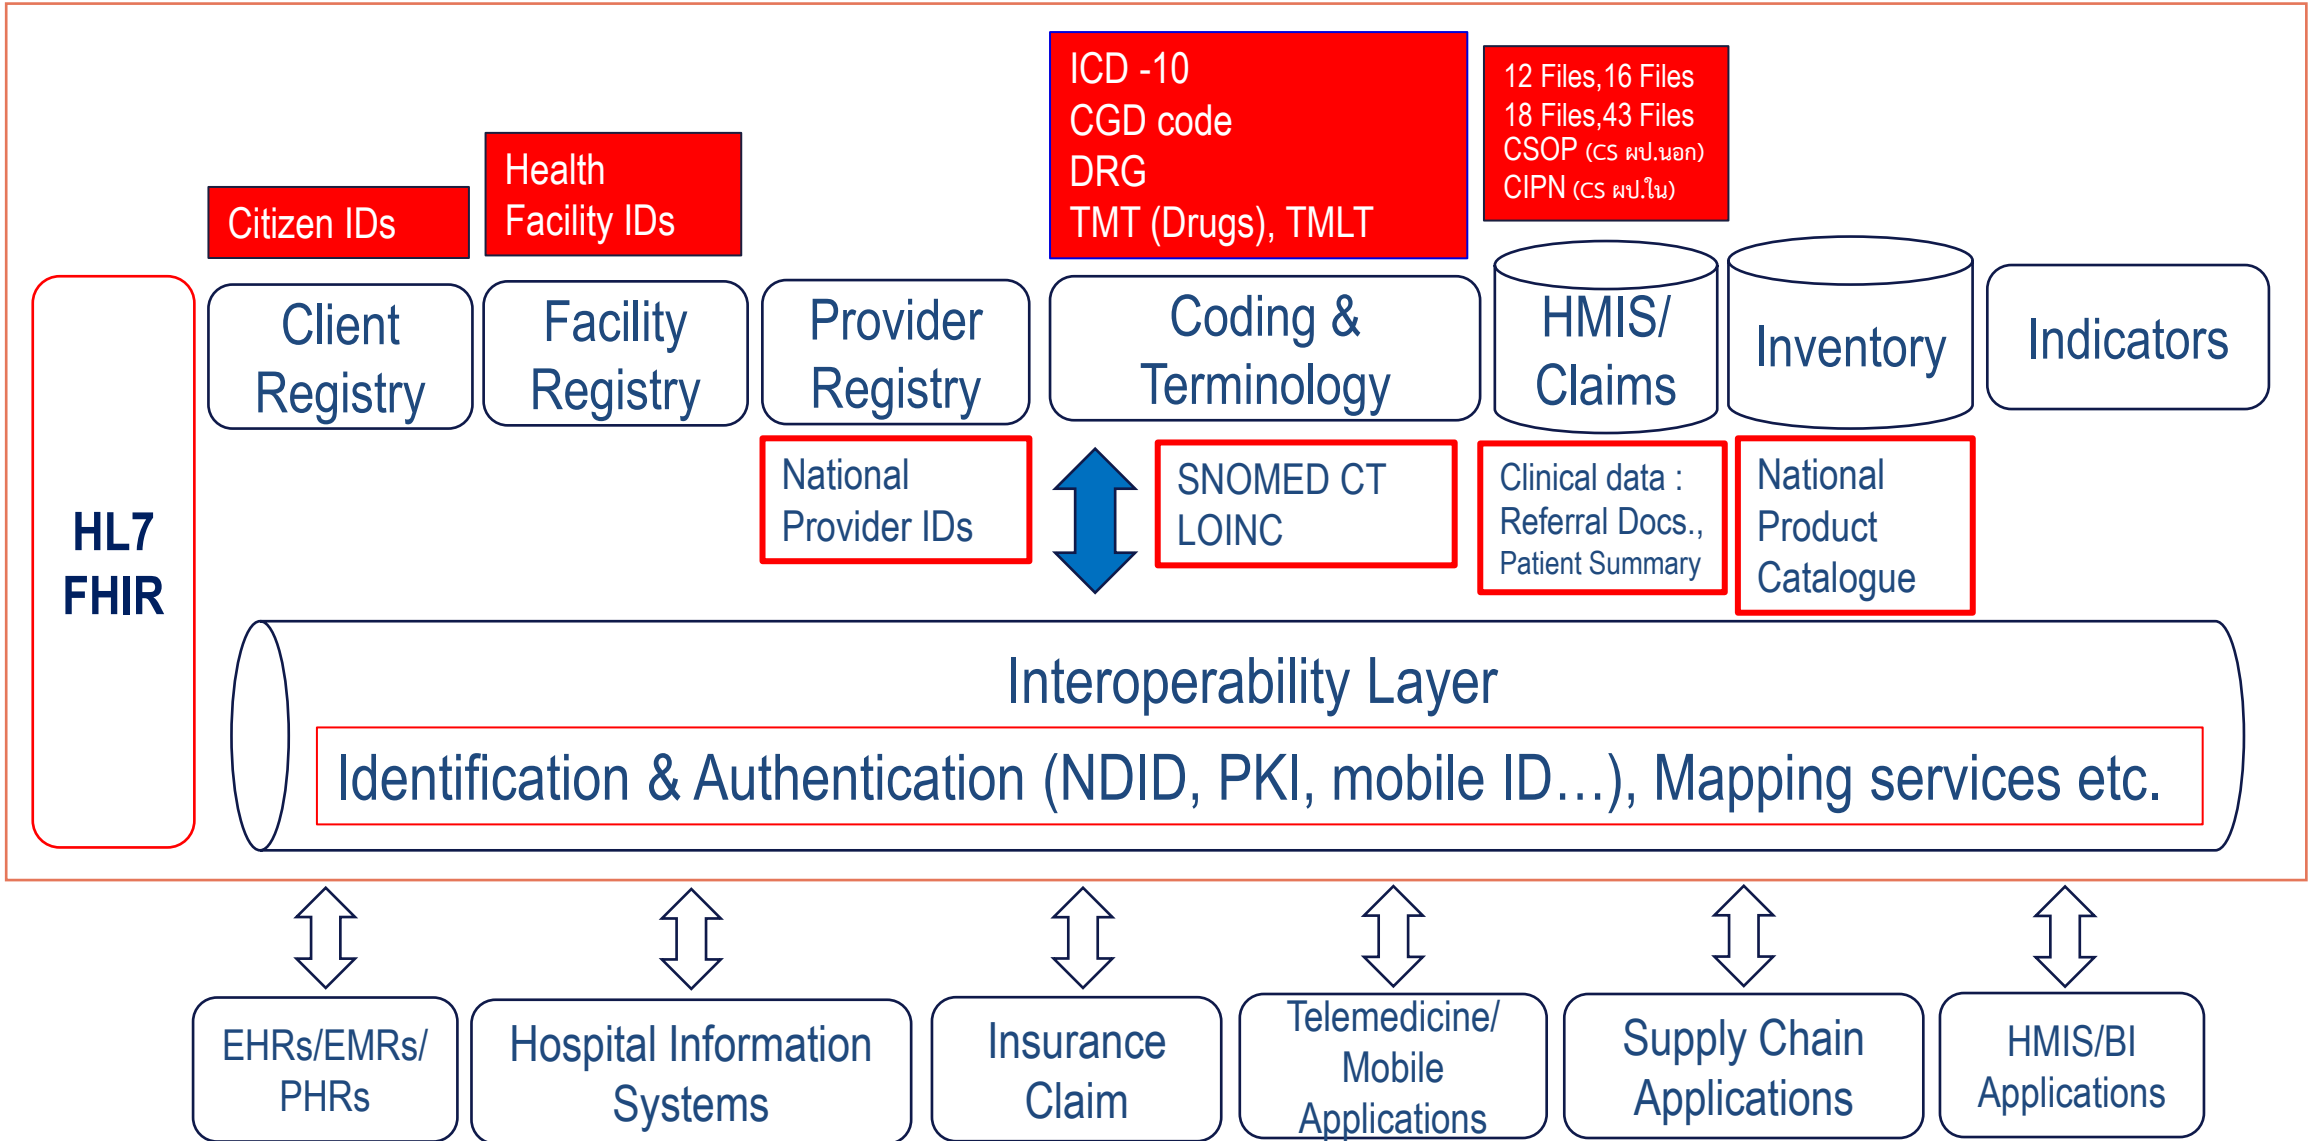 ICD -10
CGD code
DRG
TMT (Drugs), TMLT
12 Files,16 Files
18 Files,43 Files
CSOP (CS ผป.นอก)
CIPN (CS ผป.ใน)
Health
Facility IDs
Citizen IDs
HL7
FHIR
Client
Registry
Facility
Registry
Provider
Registry
Coding &
Terminology
HMIS/
Claims
Inventory
Indicators
National
Provider IDs
SNOMED CT
LOINC
Clinical data :
Referral Docs.,
Patient Summary
National
Product
Catalogue
Interoperability Layer
Identification & Authentication (NDID, PKI, mobile ID…), Mapping services etc.
EHRs/EMRs/
PHRs
Hospital Information
Systems
Insurance
Claim
Telemedicine/
Mobile
Applications
Supply Chain
Applications
HMIS/BI
Applications